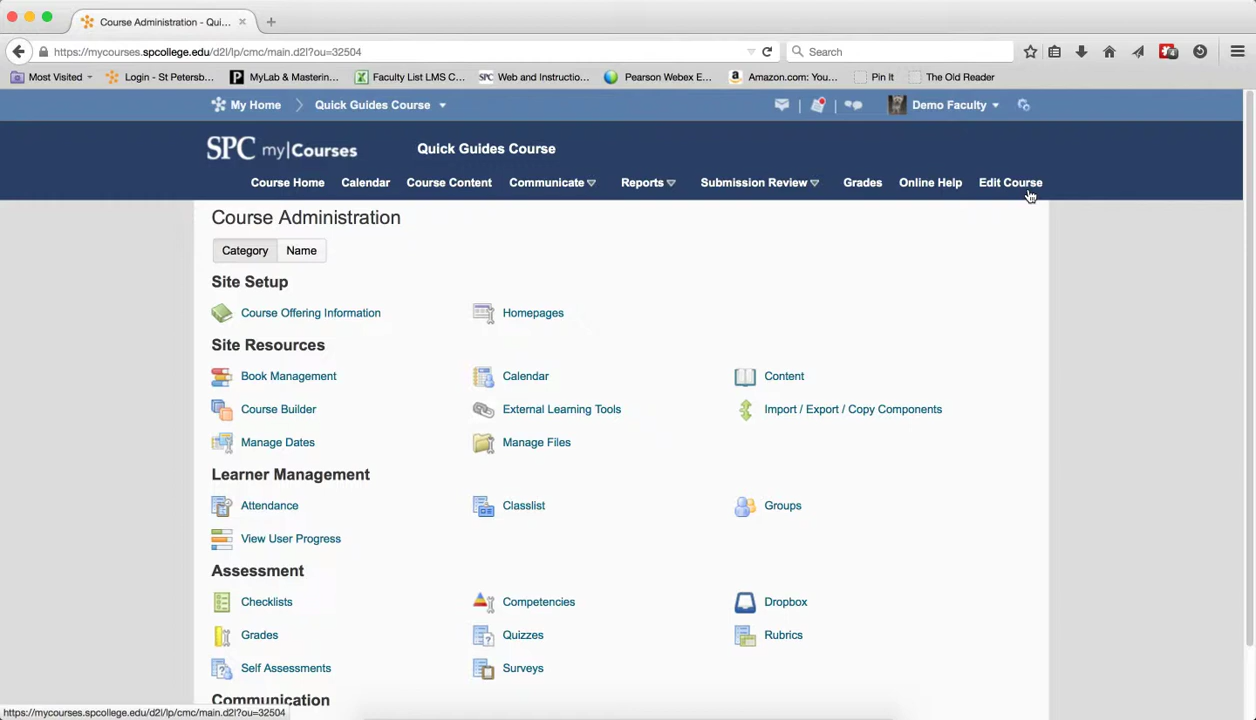 Course Administration - Qui...
https://mycourses.spcollege.edu/d2l/lp/cmc/main.d2l?ou=32504
Search
Most Visited
Login - St Petersb...
MyLab & Mastering...
Faculty List LMS C...
SPC Web and Instructio...
Pearson Webex E...
Amazon.com: You...
Pin It
The Old Reader
My Home
Quick Guides Course
Demo Faculty
SPC my|Courses
Quick Guides Course
Course Home Calendar Course Content Communicate Reports Submission Review Grades Online Help Edit Course
Course Administration
Category Name
Site Setup
Course Offering Information Homepages
Site Resources
Book Management Calendar Content
Course Builder External Learning Tools Import / Export / Copy Components
Manage Dates Manage Files
Learner Management
Attendance Classlist Groups
View User Progress
Assessment
Checklists Competencies Dropbox
Grades Quizzes Rubrics
Self Assessments Surveys
Communication
https://mycourses.spcollege.edu/d2l/lp/cmc/main.d2l?ou=32504